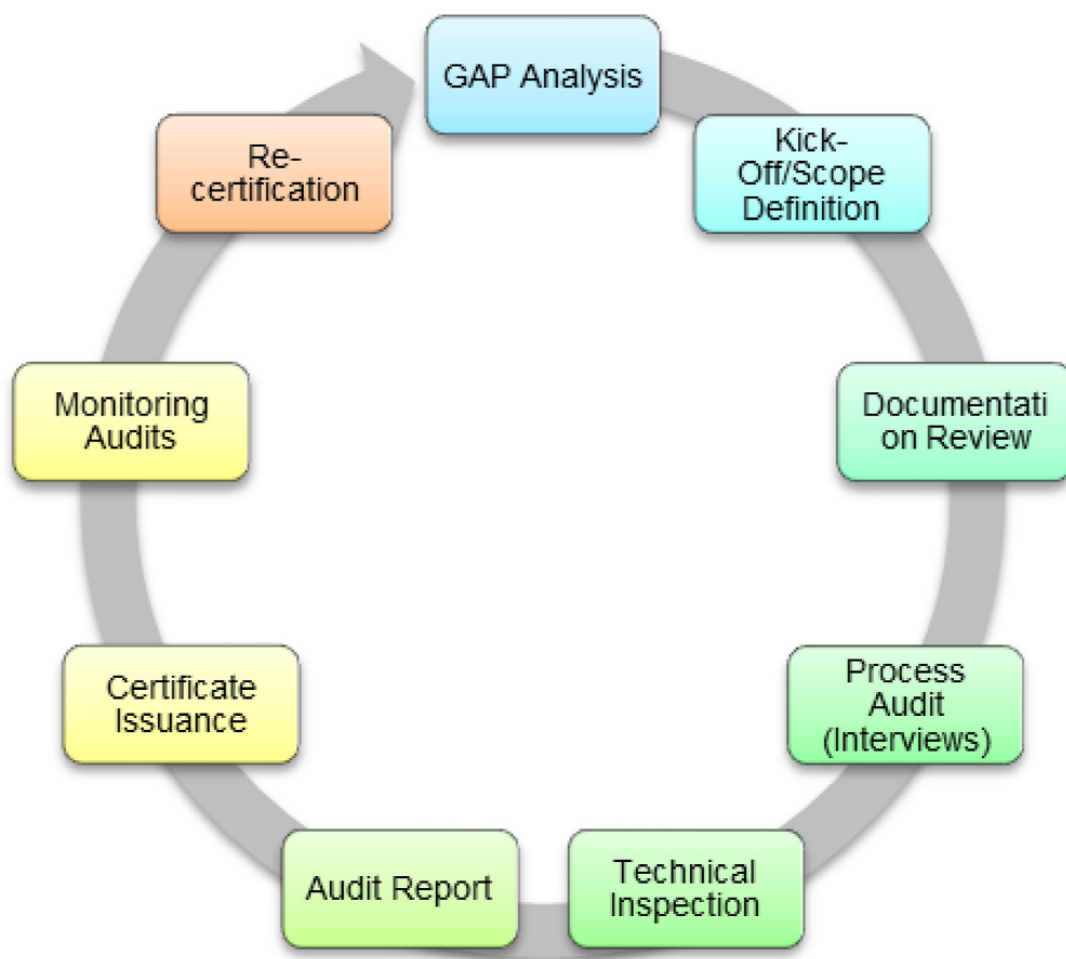 GAP Analysis
Kick-
Off/Scope
Definition
Documentati
on Review
Process
Audit
(Interviews)
Technical
Inspection
Audit Report
Certificate
Issuance
Monitoring
Audits
Re-
certification